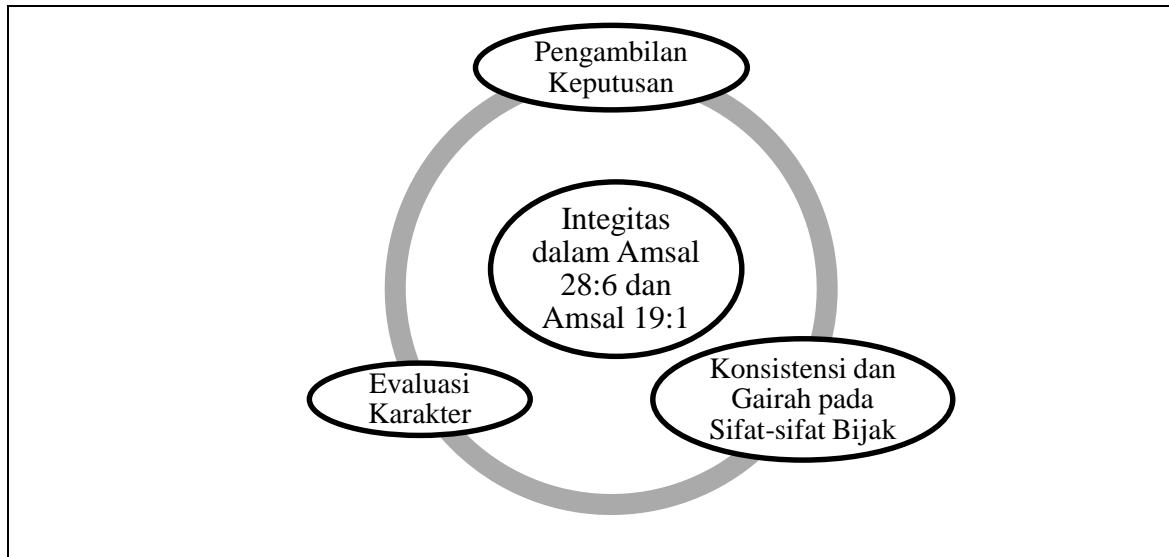 Pengambilan
Keputusan
Integitas
dalam Amsal
28:6 dan
Amsal 19:1
Evaluasi
Karakter
Konsistensi dan
Gairah pada
Sifat-sifat Bijak